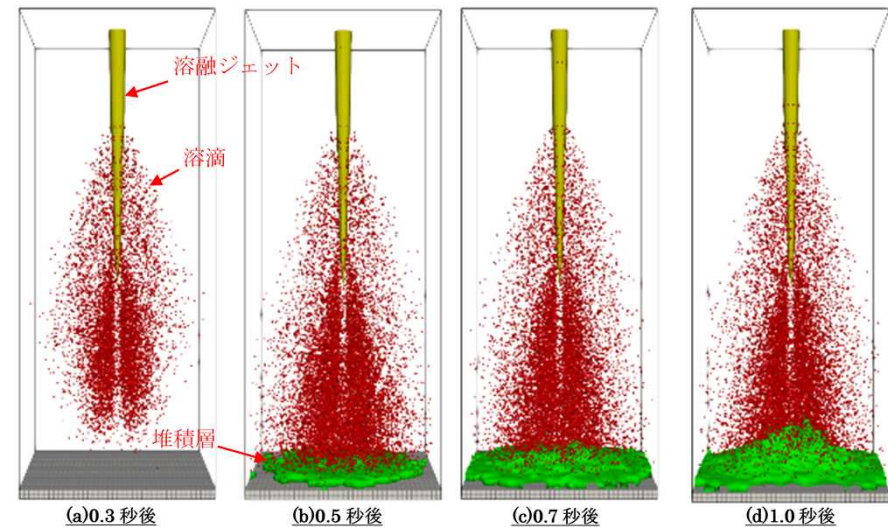 溶融ジェット
溶滴
堆積層
(a)0.3 秒後
(b)0.5 秒後
(c)0.7 秒後
(d)1.0 秒後